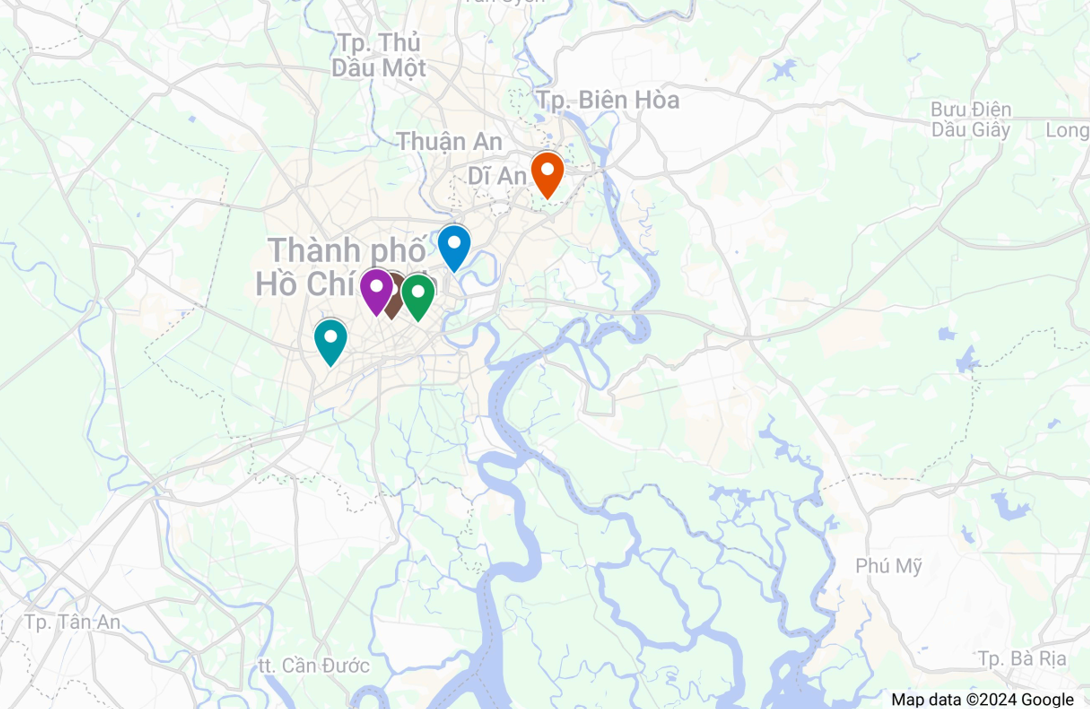 Tân Uyên
Tp. Thủ
Dầu Một
Tp. Biên Hòa
Bưu Điện
Dầu Giây
Long
Thuận An
Dĩ An
Thành phố
Hồ Chí
Phú Mỹ
Tp. Tân An
tt. Cần Đước
Tp. Bà Rịa
Map data ©2024 Google